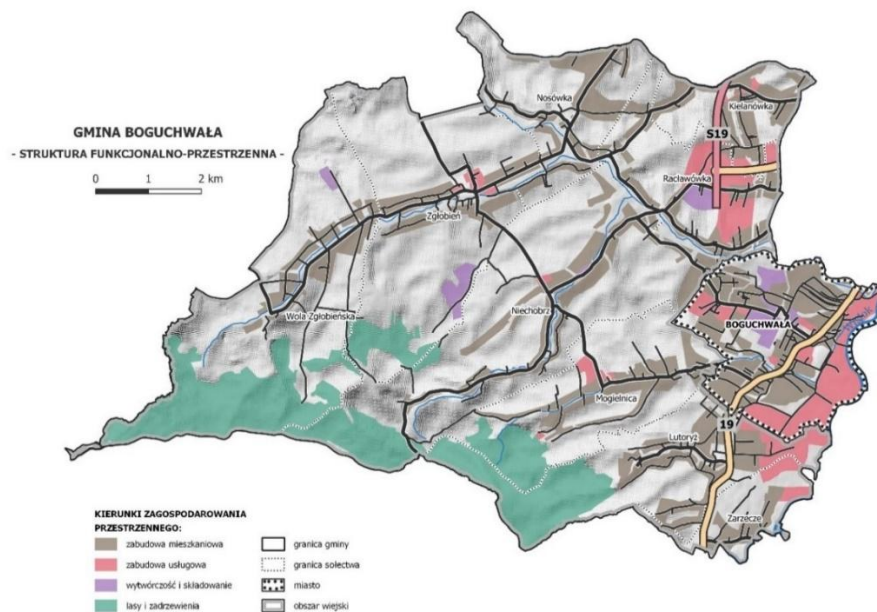 GMINA BOGUCHWAŁA
- STRUKTURA FUNKCJONALNO-PRZESTRZENNA -
0 1 2 km
Nosówka
Kielanówka
S19
Racławówka
Zgłobień
Wola Zgłobieńska
Niechobrz
BOGUCHWAŁA
Mogielnica
19
Lutoryż
Zarzecze
KIERUNKI ZAGOSPODAROWANIA
PRZESTRZENNEGO:
zabudowa mieszkaniowa
zabudowa usługowa
wytwórczość i składowanie
lasy i zadrzewienia
granica gminy
granica sołectwa
miasto
obszar wiejski